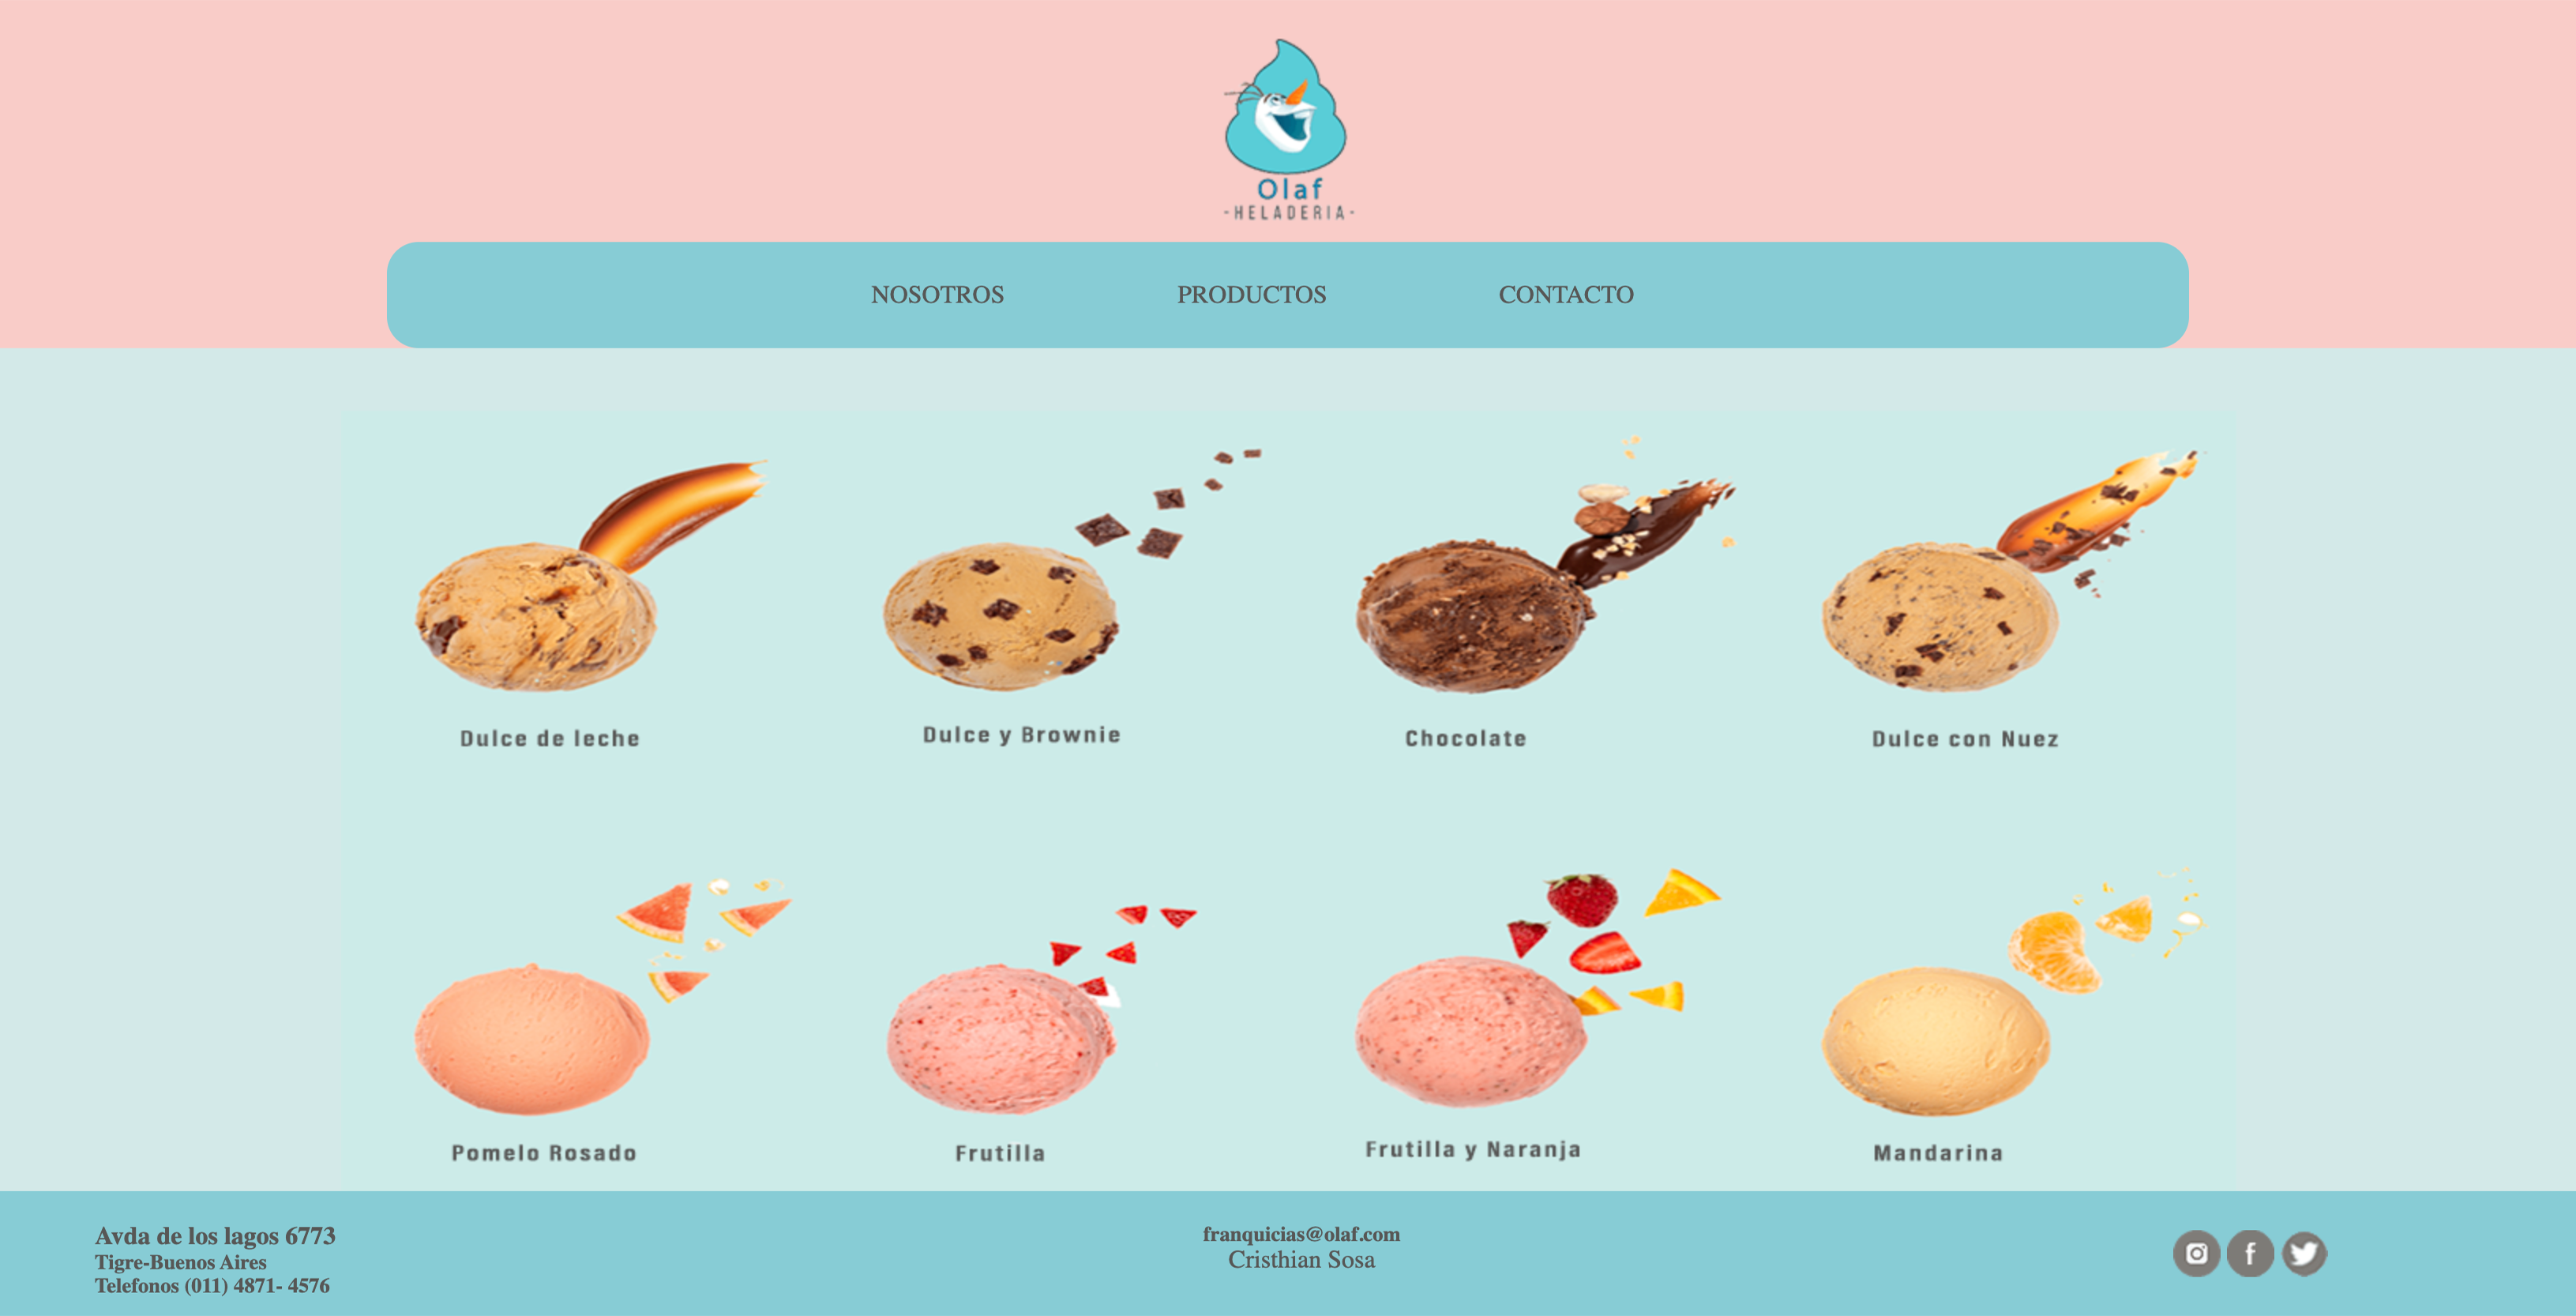 Olaf
-HELADERIA-
NOSOTROS
PRODUCTOS
CONTACTO
Dulce de leche
Dulce y Brownie
Chocolate
Dulce con Nuez
Pomelo Rosado
Frutilla
Frutilla y Naranja
Mandarina
Avda de los lagos 6773
Tigre-Buenos Aires
Telefonos (011) 4871- 4576
franquicias@olaf.com
Cristhian Sosa